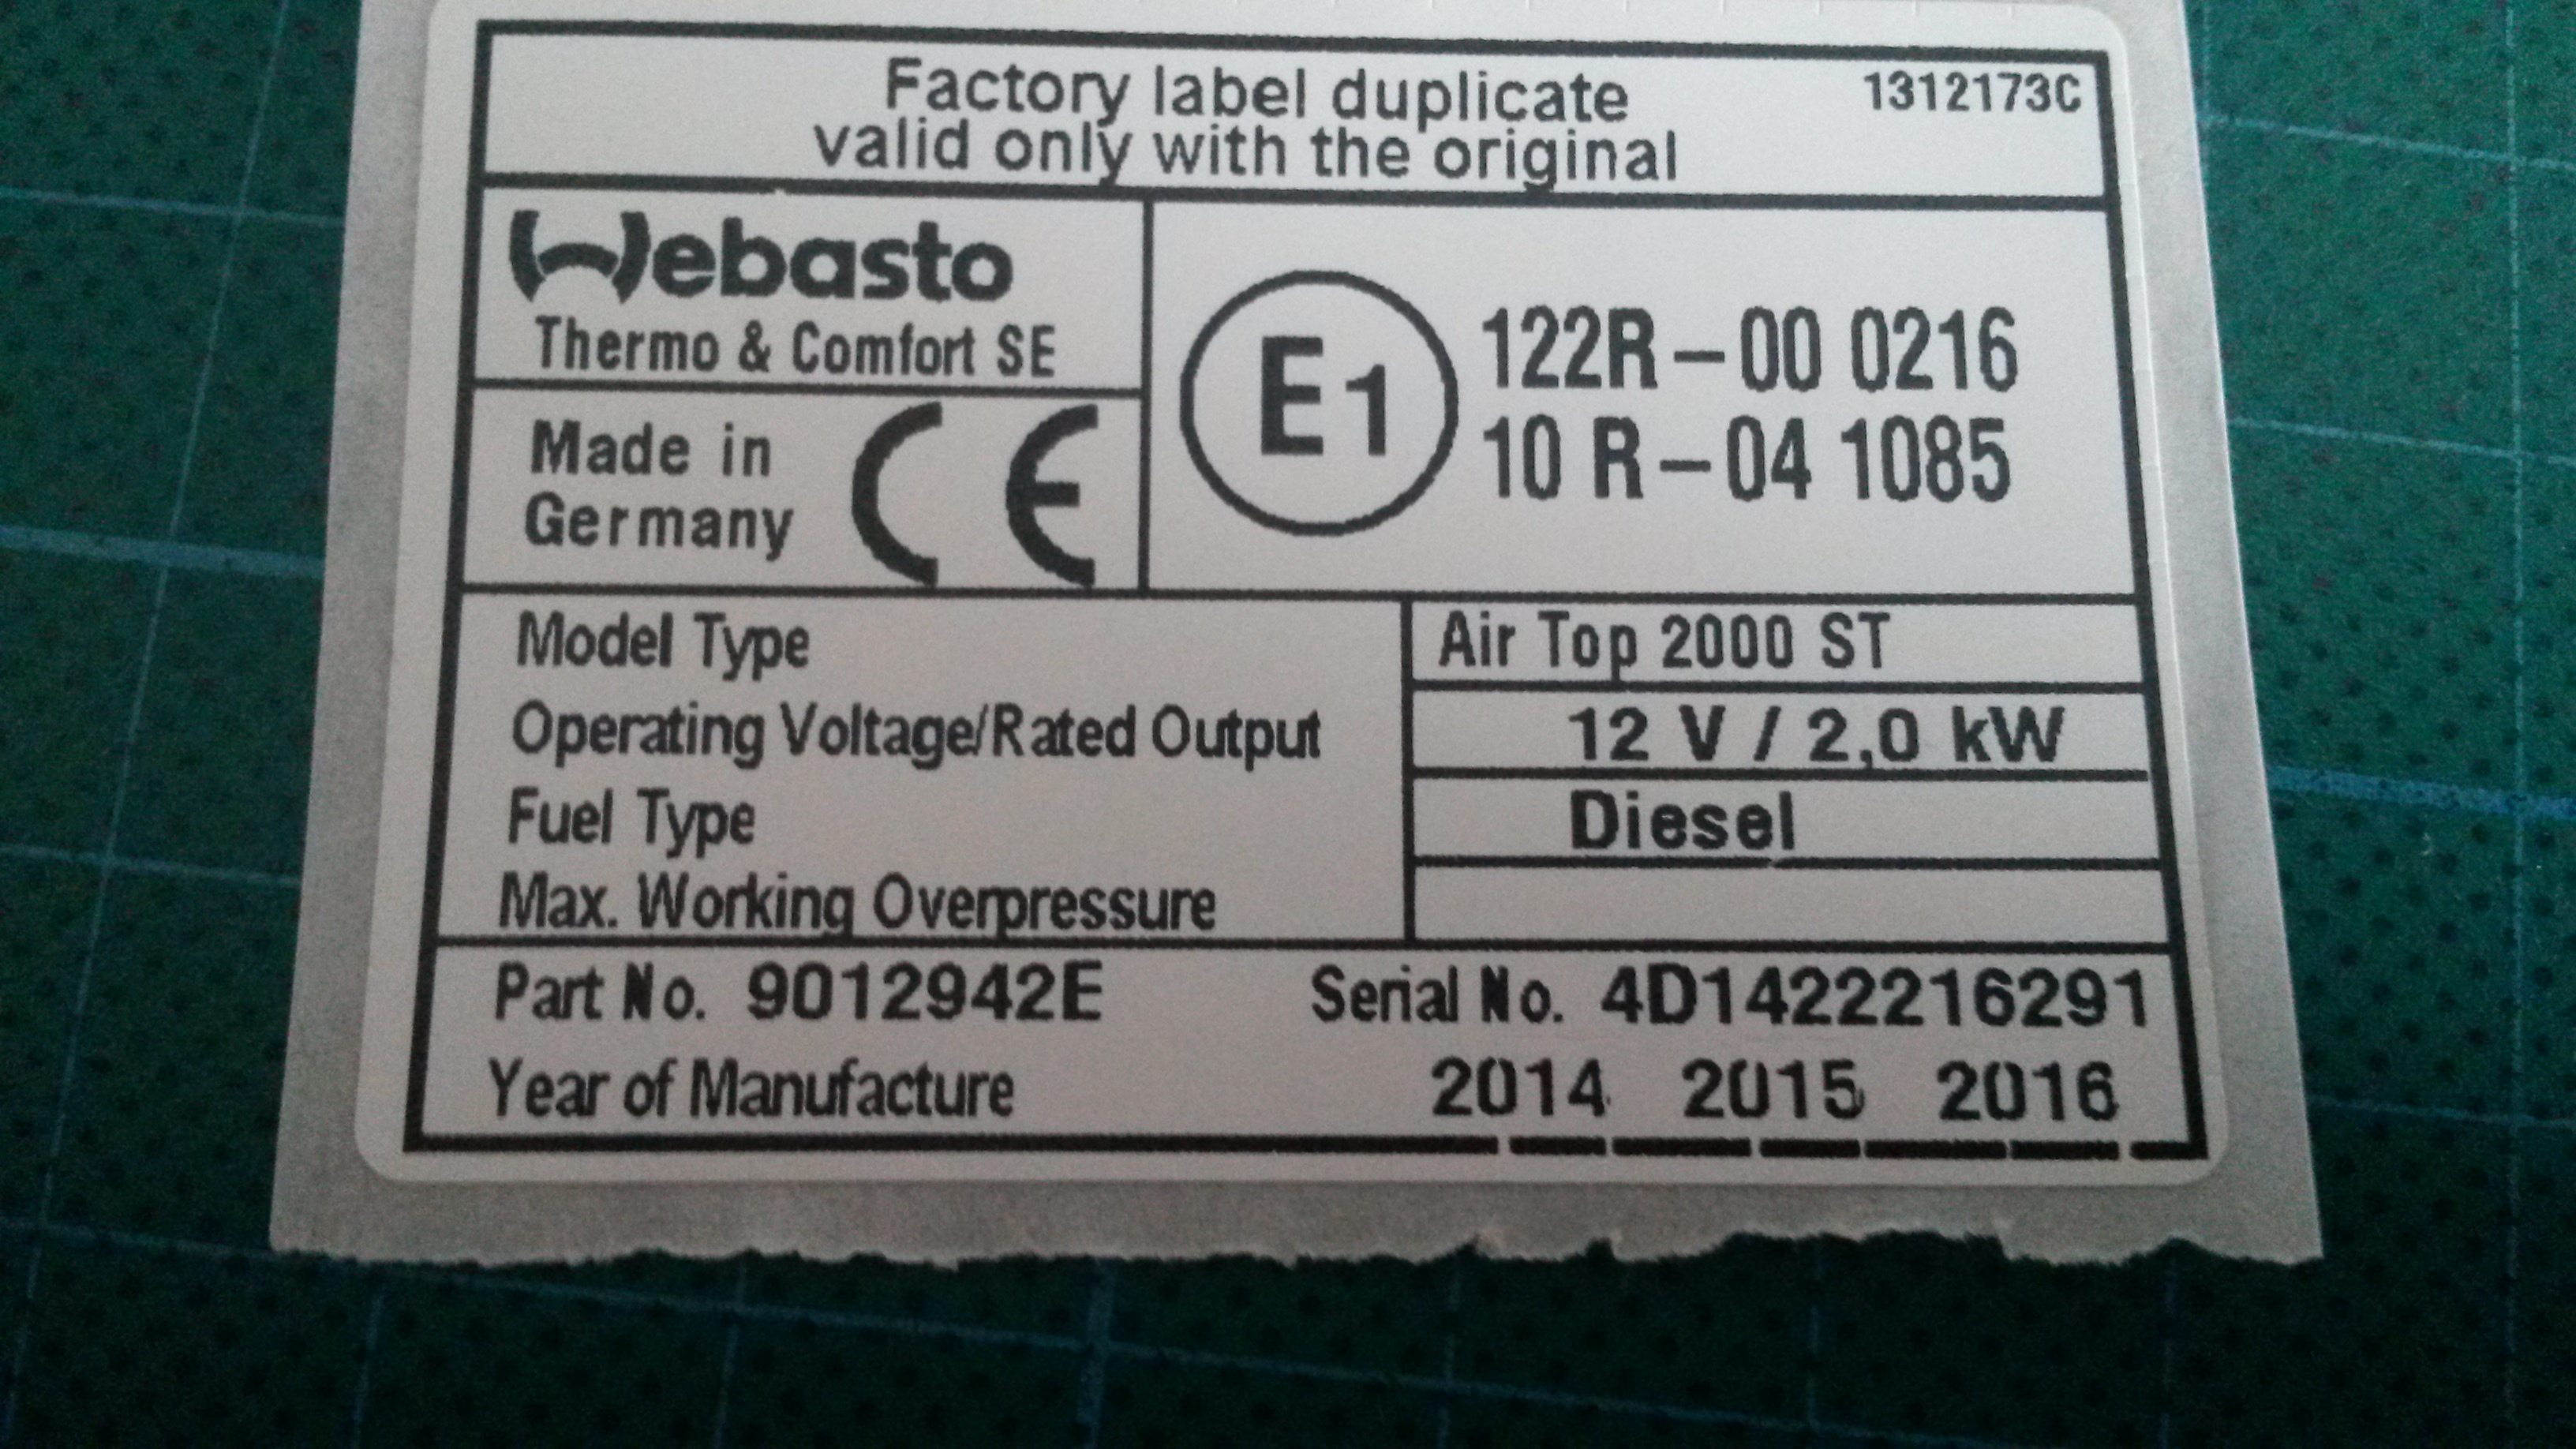 Factory label duplicate
valid only with the original
1312173C
Webasto
Thermo & Comfort SE
Made in
Germany
CE
E1
122R-00 0216
10 R-04 1085
Model Type Air Top 2000 ST
Operating Voltage/Rated Output 12 V / 2,0 kW
Fuel Type Diesel
Max. Working Overpressure
Part No. 9012942E Serial No. 4D1422216291
Year of Manufacture 2014 2015 2016